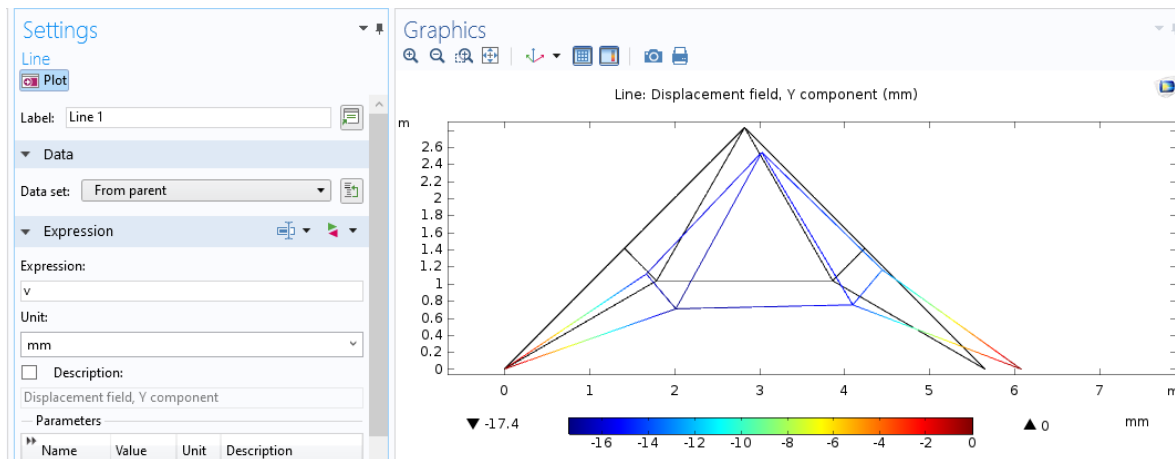 Settings
Line
Plot
Label: Line 1
Data
Data set: From parent
Expression
Expression:
v
Unit:
mm
Description:
Displacement field, Y component
Parameters
Name Value Unit Description
Graphics
Line: Displacement field, Y component (mm)
m
2.6
2.4
2.2
2
1.8
1.6
1.4
1.2
1
0.8
0.6
0.4
0.2
0
0 1 2 3 4 5 6 7 m
▼ -17.4 ▲ 0 mm
-16 -14 -12 -10 -8 -6 -4 -2 0